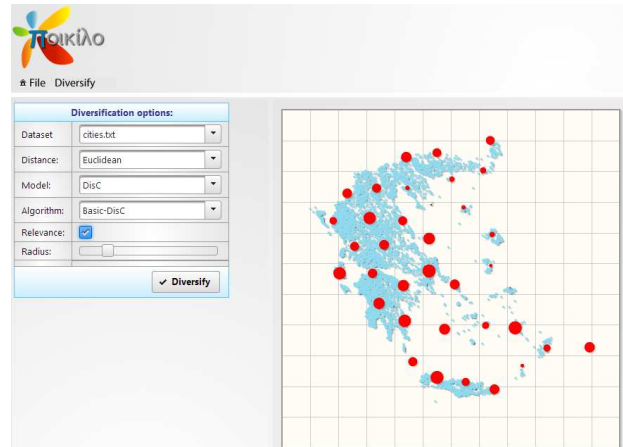 ποικίλο
File Diversify
Diversification options:
Dataset cities.txt
Distance: Euclidean
Model: DisC
Algorithm: Basic-DisC
Relevance:
Radius:
Diversify